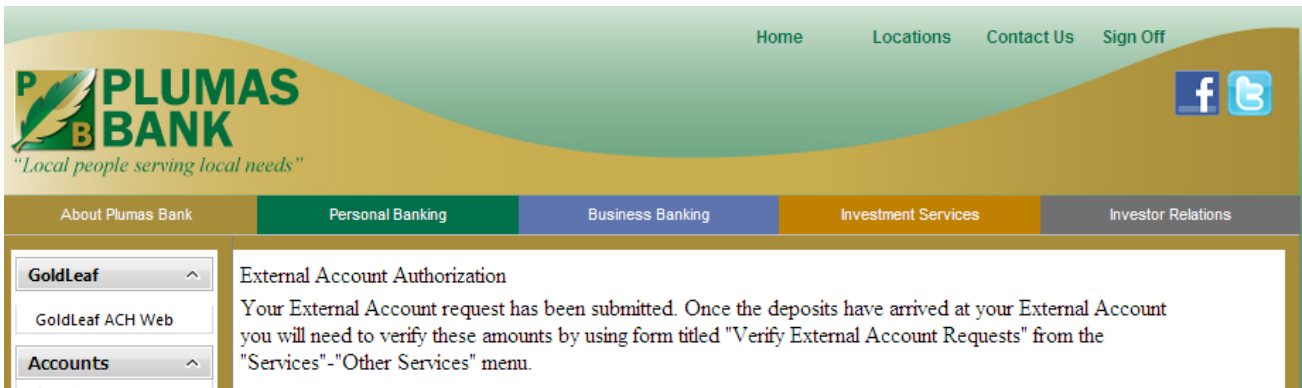 Home Locations Contact Us Sign Off
P B PLUMAS
BANK
"Local people serving local needs"
f
About Plumas Bank Personal Banking Business Banking Investment Services Investor Relations
GoldLeaf
GoldLeaf ACH Web
Accounts
External Account Authorization
Your External Account request has been submitted. Once the deposits have arrived at your External Account
you will need to verify these amounts by using form titled "Verify External Account Requests" from the
"Services"-"Other Services" menu.